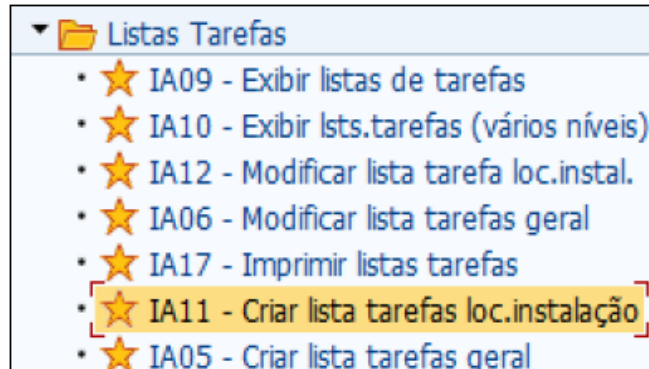 Listas Tarefas
IA09 - Exibir listas de tarefas
IA10 - Exibir lsts.tarefas (vários níveis)
IA12 - Modificar lista tarefa loc.instal.
IA06 - Modificar lista tarefas geral
IA17 - Imprimir listas tarefas
IA11 - Criar lista tarefas loc.instalação
IA05 - Criar lista tarefas geral